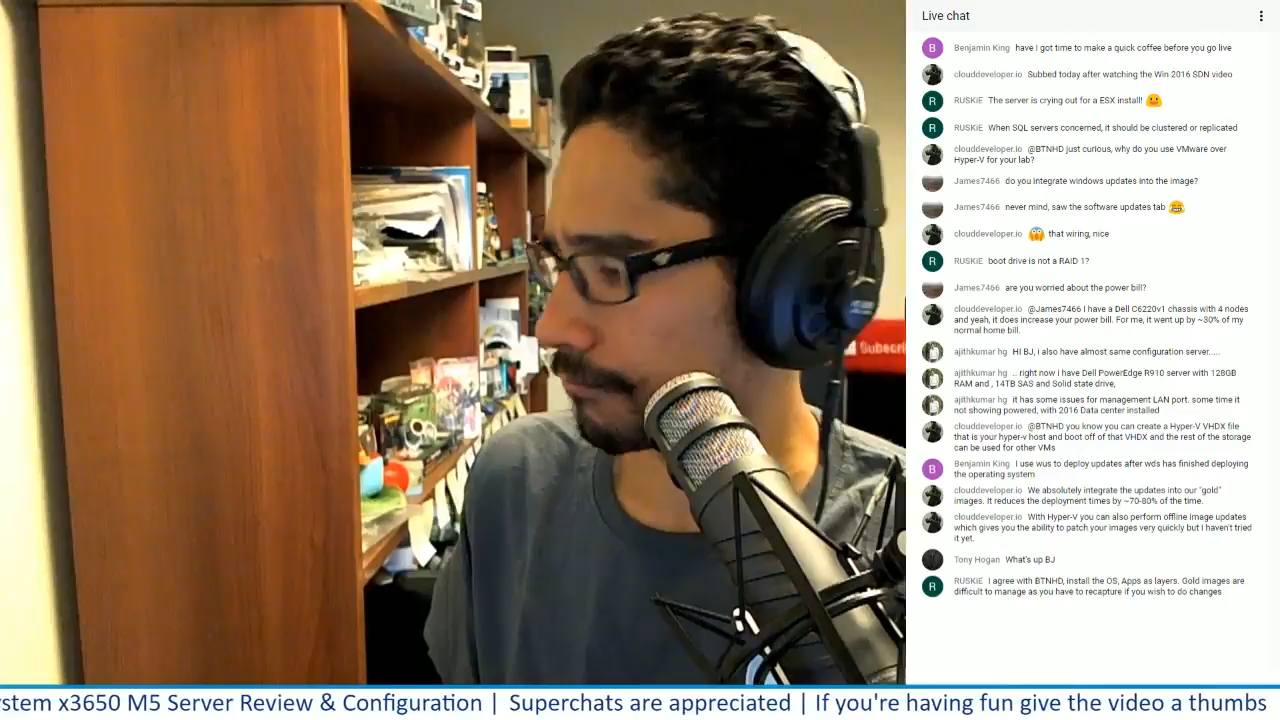 Live chat
Benjamin King have I got time to make a quick coffee before you go live
clouddeveloper.io Subbed today after watching the Win 2016 SDN video
RUSKiE The server is crying out for a ESX install!
RUSKiE When SQL servers concerned, it should be clustered or replicated
clouddeveloper.io @BTNHD just curious, why do you use VMware over
Hyper-V for your lab?
James7466 do you integrate windows updates into the image?
James7466 never mind, saw the software updates tab
clouddeveloper.io that wiring, nice
RUSKiE boot drive is not a RAID 1?
James7466 are you worried about the power bill?
clouddeveloper.io @James7466 I have a Dell C6220v1 chassis with 4 nodes
and yeah, it does increase your power bill. For me, it went up by ~30% of my
normal home bill.
ajithkumar hg HI BJ, i also have almost same configuration server.....
ajithkumar hg .. right now i have Dell PowerEdge R910 server with 128GB
RAM and , 14TB SAS and Solid state drive,
ajithkumar hg it has some issues for management LAN port. some time it
not showing powered, with 2016 Data center installed
clouddeveloper.io @BTNHD you know you can create a Hyper-V VHDX file
that is your hyper-v host and boot off of that VHDX and the rest of the storage
can be used for other VMs
Benjamin King I use wus to deploy updates after wds has finished deploying
the operating system
clouddeveloper.io We absolutely integrate the updates into our "gold"
images. It reduces the deployment times by ~70-80% of the time.
clouddeveloper.io With Hyper-V you can also perform offline image updates
which gives you the ability to patch your images very quickly but I haven't tried
it yet.
Tony Hogan What's up BJ
RUSKiE I agree with BTNHD, install the OS, Apps as layers. Gold images are
difficult to manage as you have to recapture if you wish to do changes
Subscri
ystem x3650 M5 Server Review & Configuration | Superchats are appreciated | If you're having fun give the video a thumbs